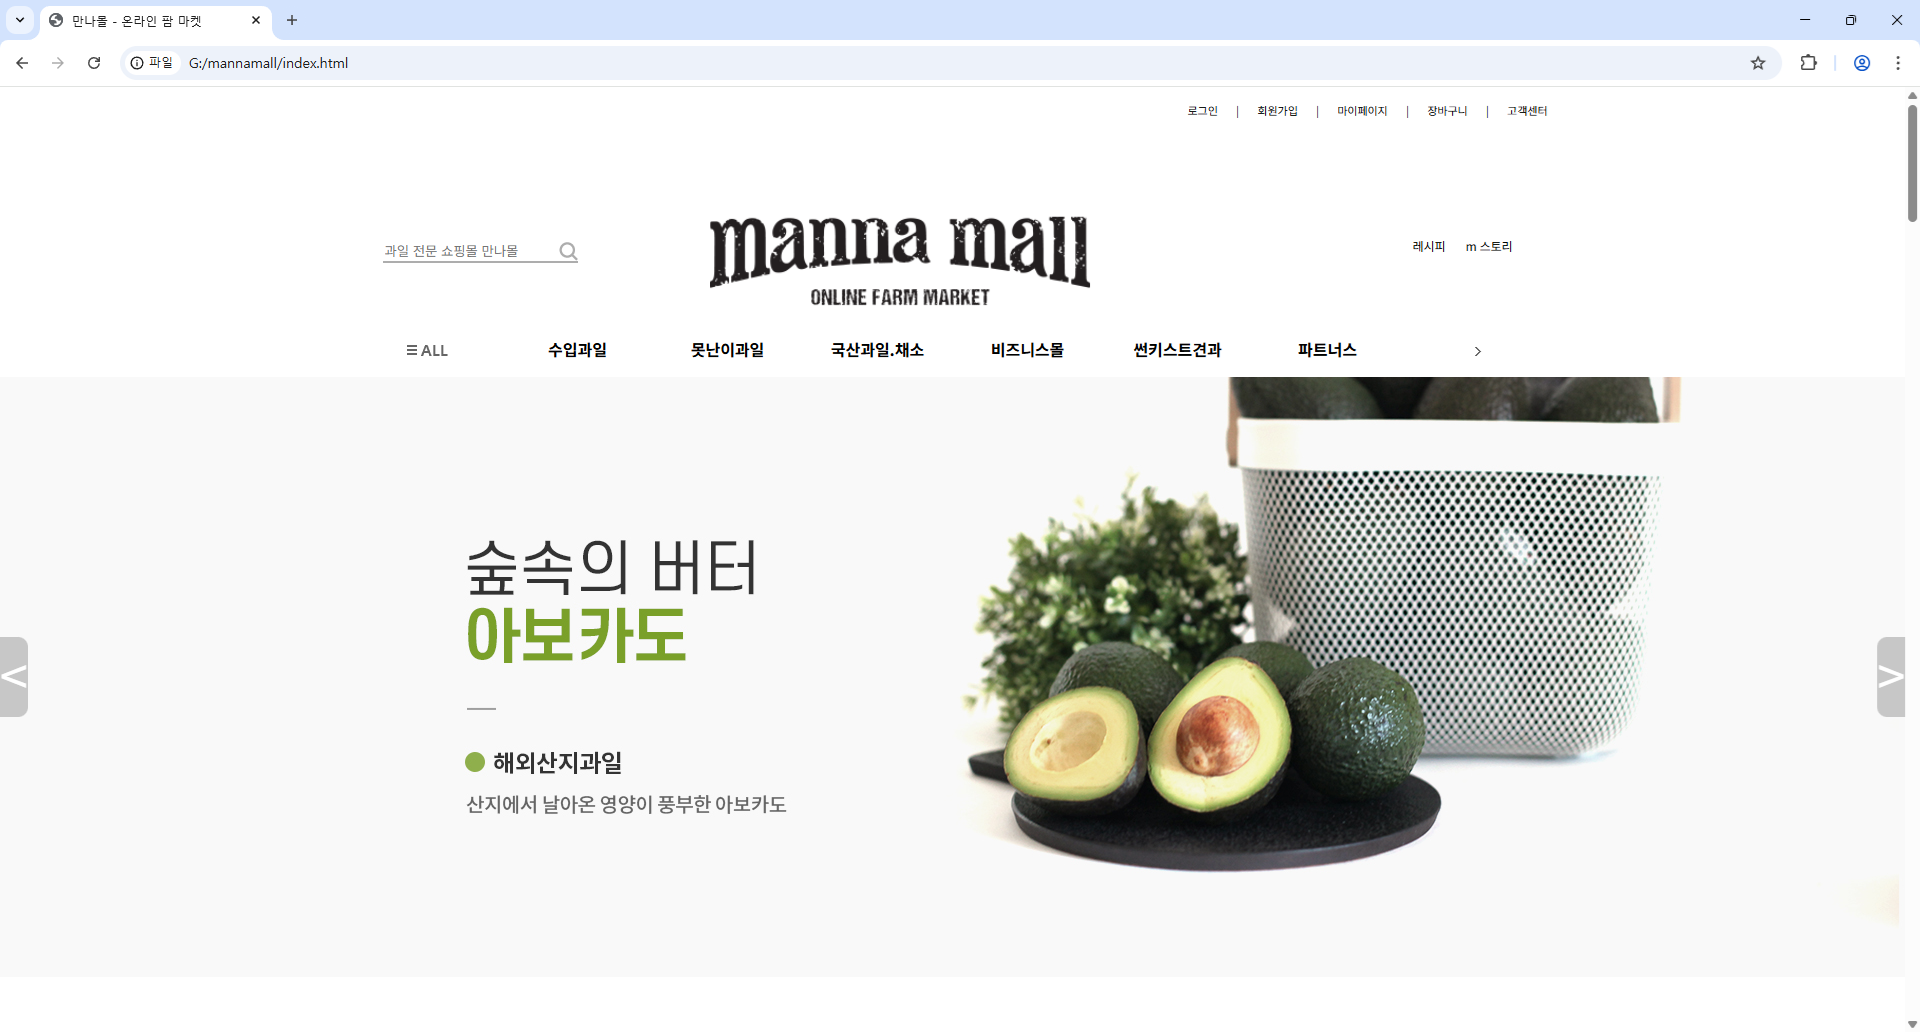 만나몰 - 온라인 팜 마켓
파일 G:/mannamall/index.html
로그인 | 회원가입 | 마이페이지 | 장바구니 | 고객센터
과일 전문 쇼핑몰 만나몰
manna mall
ONLINE FARM MARKET
레시피 m 스토리
☰ ALL 수입과일 못난이과일 국산과일.채소 비즈니스몰 썬키스트견과 파트너스 >
숲속의 버터
아보카도
해외산지과일
산지에서 날아온 영양이 풍부한 아보카도
< >